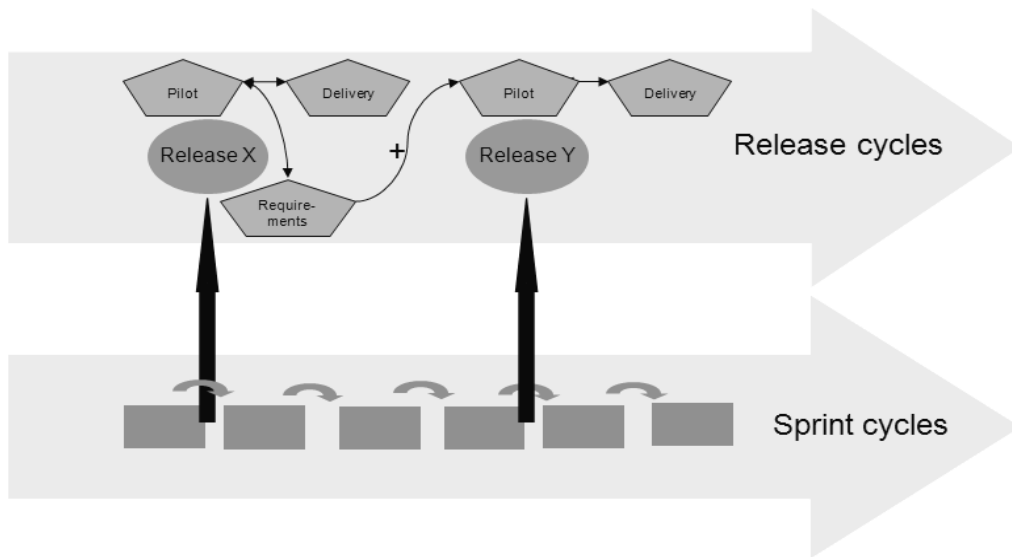 Pilot
Delivery
Pilot
Delivery
Release X
Release Y
Release cycles
+
Require-
ments
Sprint cycles